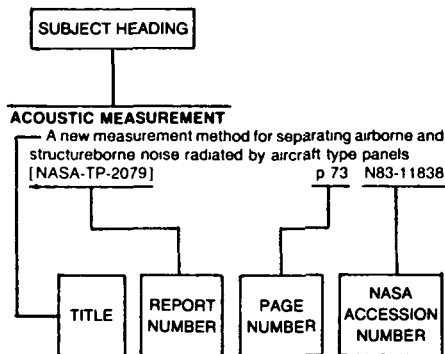 SUBJECT HEADING
ACOUSTIC MEASUREMENT
A new measurement method for separating airborne and
structureborne noise radiated by aircraft type panels
[NASA-TP-2079] p 73 N83-11838
TITLE
REPORT
NUMBER
PAGE
NUMBER
NASA
ACCESSION
NUMBER